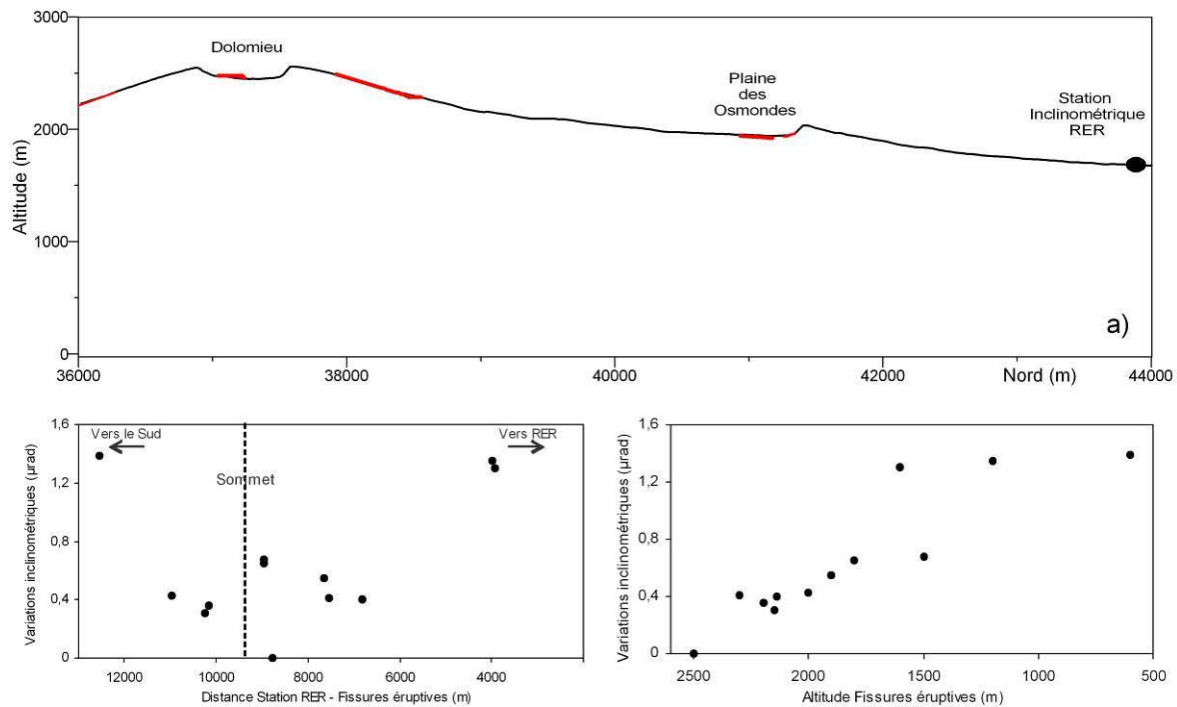 3000
Dolomieu
Plaine
des
Osmondes
Station
Inclinométrique
RER
2000
Altitude (m)
1000
a)
0
36000 38000 40000 42000 Nord (m) 44000
1,6
Vers le Sud Vers RER
Sommet
1,2
0,8
0,4
0
Variations inclinométriques (µrad)
12000 10000 8000 6000 4000
Distance Station RER - Fissures éruptives (m)
1,6
1,2
0,8
0,4
0
Variations inclinométriques (µrad)
2500 2000 1500 1000 500
Altitude Fissures éruptives (m)